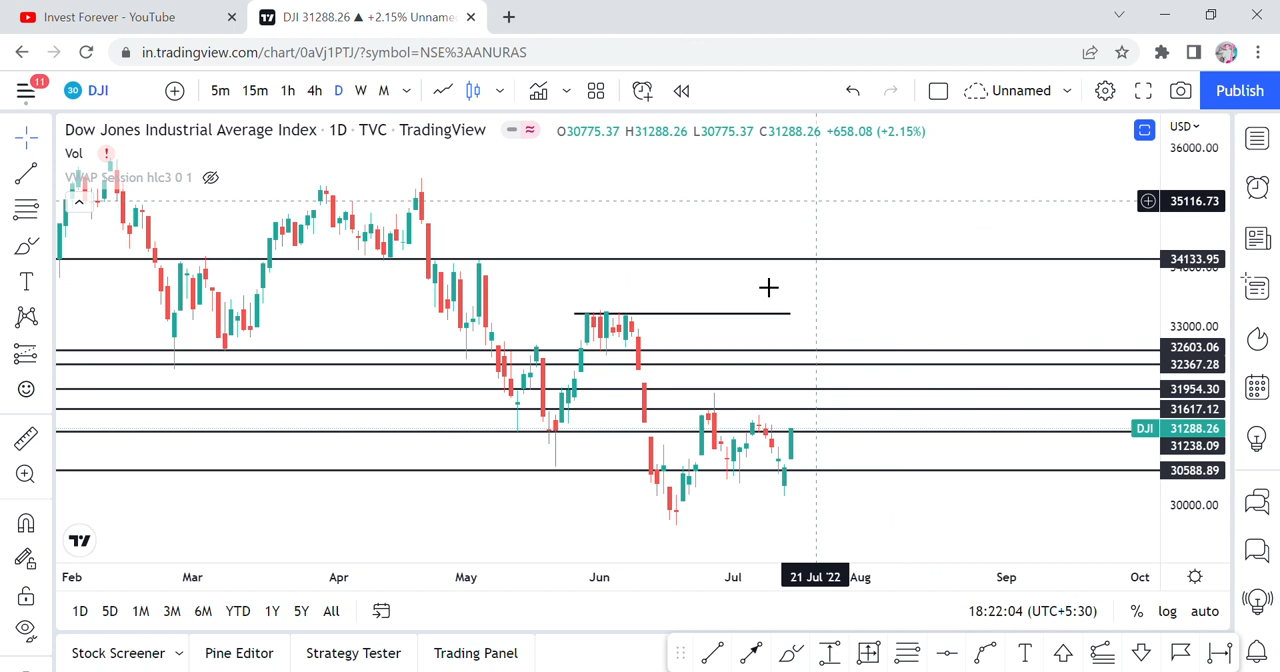 Invest Forever - YouTube
DJI 31288.26 ▲ +2.15% Unname
in.tradingview.com/chart/0aVj1PTJ/?symbol=NSE%3AANURAS
11
30 DJI 5m 15m 1h 4h D W M Unnamed Publish
Dow Jones Industrial Average Index · 1D · TVC · TradingView O30775.37 H31288.26 L30775.37 C31288.26 +658.08 (+2.15%) USD
36000.00
Vol
VWAP Session hlc3 0 1
35116.73
34133.95
34000.00
33000.00
32603.06
32367.28
31954.30
31617.12
DJI 31288.26
31238.09
30588.89
30000.00
Feb Mar Apr May Jun Jul 21 Jul '22 Aug Sep Oct
1D 5D 1M 3M 6M YTD 1Y 5Y All 18:22:04 (UTC+5:30) % log auto
Stock Screener Pine Editor Strategy Tester Trading Panel